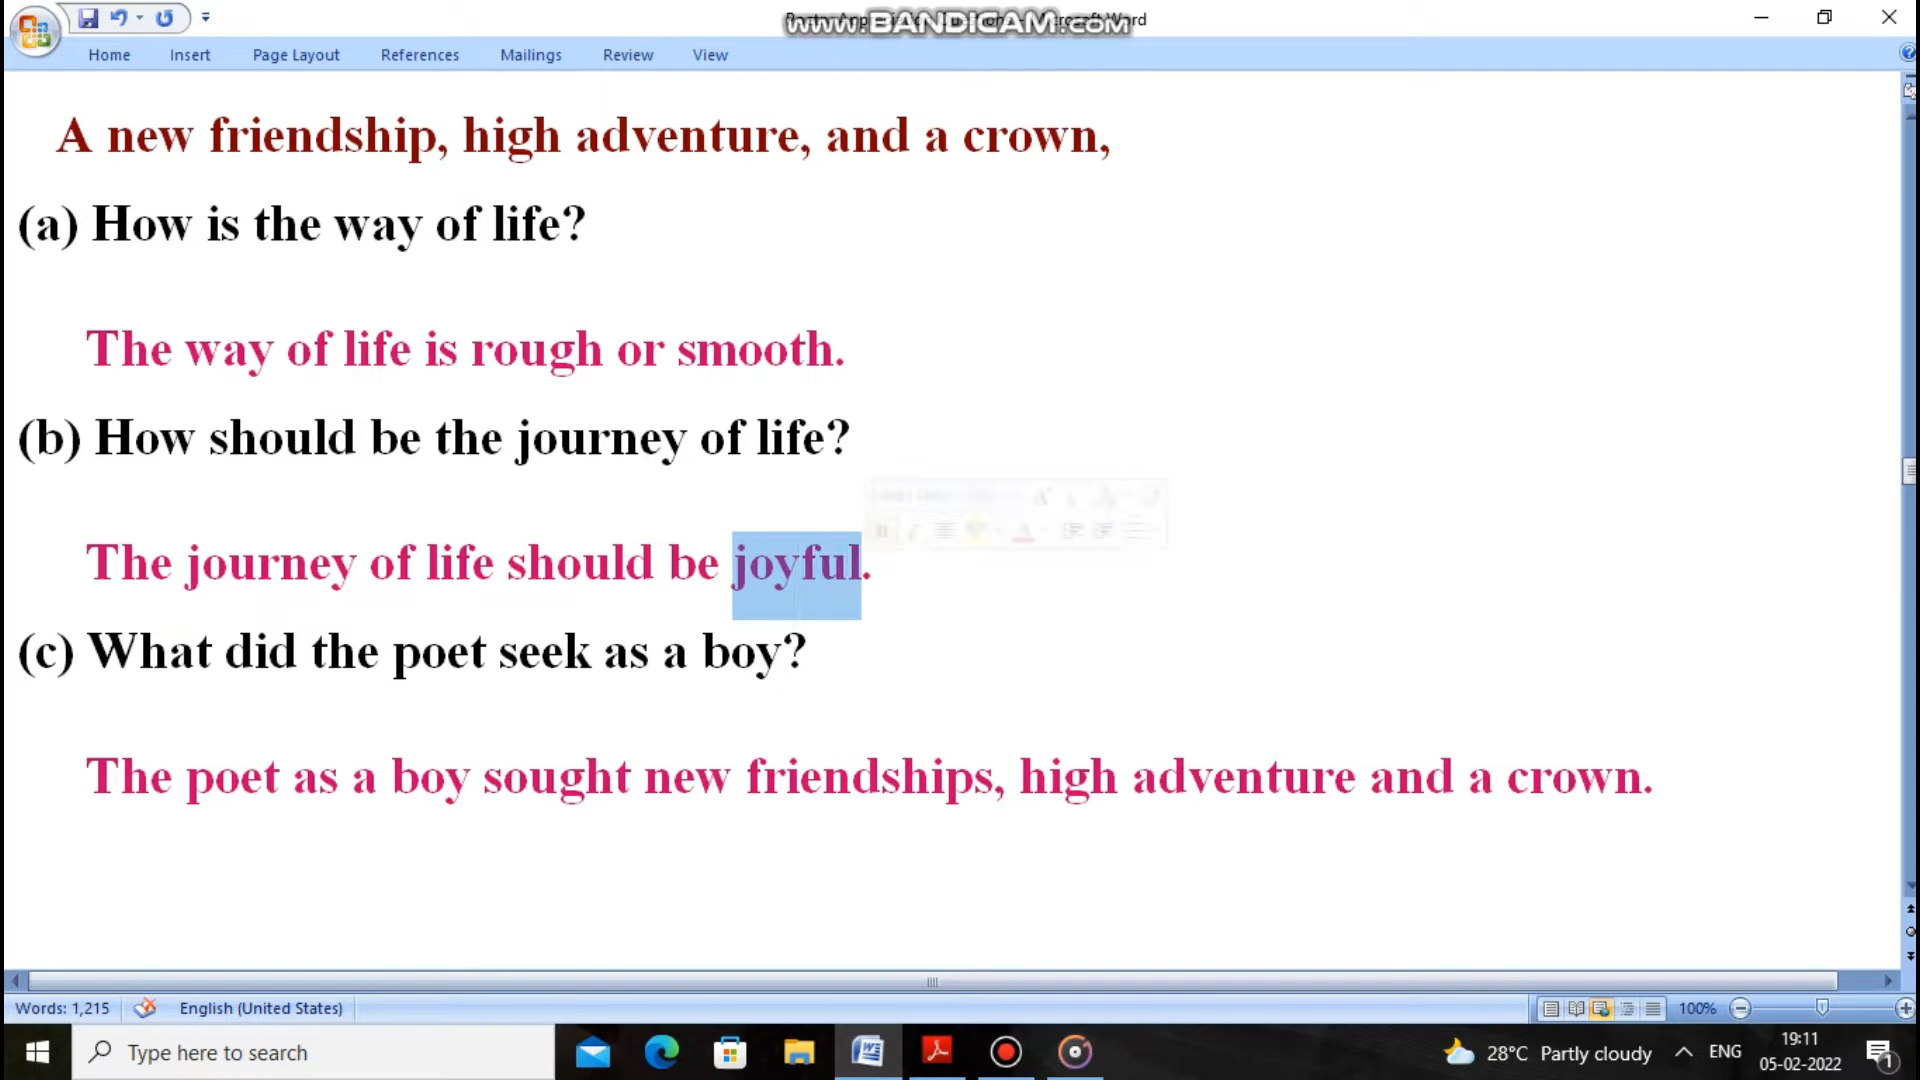 www.BANDICAM.com
Word
Home Insert Page Layout References Mailings Review View
A new friendship, high adventure, and a crown,
(a) How is the way of life?
The way of life is rough or smooth.
(b) How should be the journey of life?
The journey of life should be joyful.
(c) What did the poet seek as a boy?
The poet as a boy sought new friendships, high adventure and a crown.
Words: 1,215 English (United States) 100%
Type here to search 28°C Partly cloudy ENG 19:11
05-02-2022 1